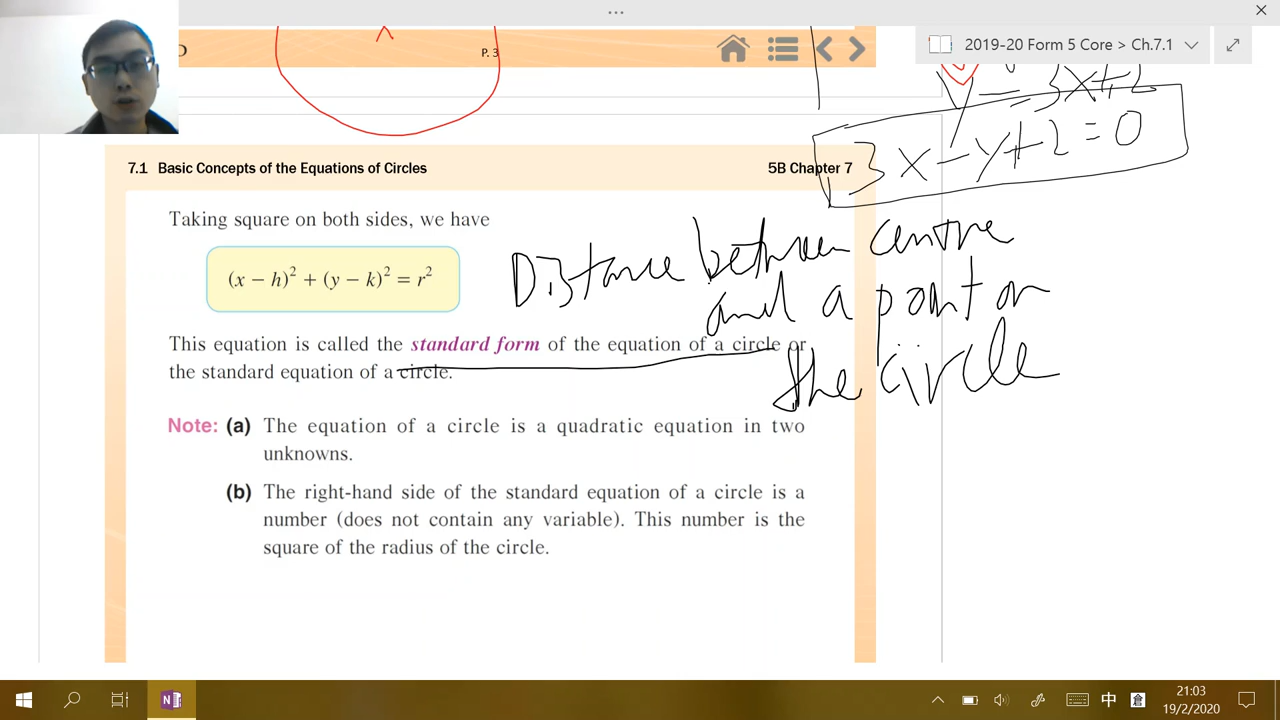 2019-20 Form 5 Core > Ch.7.1
P. 3
y = 3x+2
3x-y+2=0
7.1 Basic Concepts of the Equations of Circles
5B Chapter 7
Taking square on both sides, we have
(x − h)² + (y − k)² = r²
Distance between centre
and a point on
the circle
This equation is called the standard form of the equation of a circle or
the standard equation of a circle.
Note: (a) The equation of a circle is a quadratic equation in two
unknowns.
(b) The right-hand side of the standard equation of a circle is a
number (does not contain any variable). This number is the
square of the radius of the circle.
N
中
倉
21:03
19/2/2020